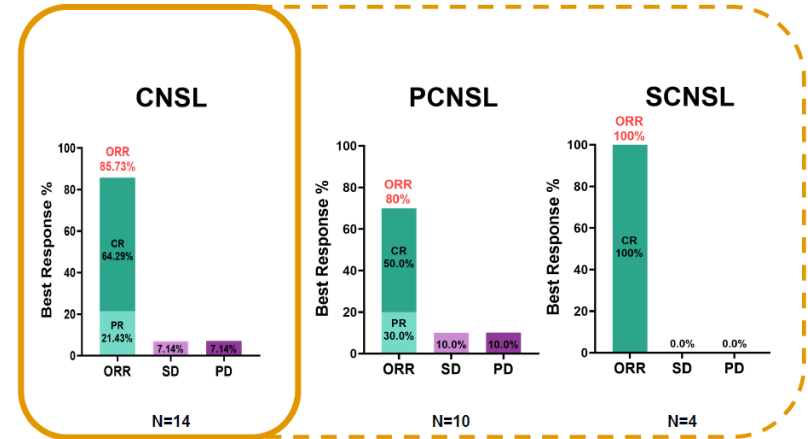 CNSL
Best Response %
100
80
60
40
20
0
ORR
85.73%
CR
64.29%
PR
21.43%
7.14%
7.14%
ORR SD PD
N=14
PCNSL
Best Response %
100
80
60
40
20
0
ORR
80%
CR
50.0%
PR
30.0%
10.0%
10.0%
ORR SD PD
N=10
SCNSL
Best Response %
100
80
60
40
20
0
ORR
100%
CR
100%
0.0%
0.0%
ORR SD PD
N=4